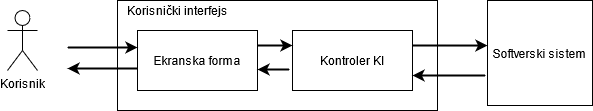 Korisnički interfejs
Korisnik
Ekranska forma
Kontroler KI
Softverski sistem